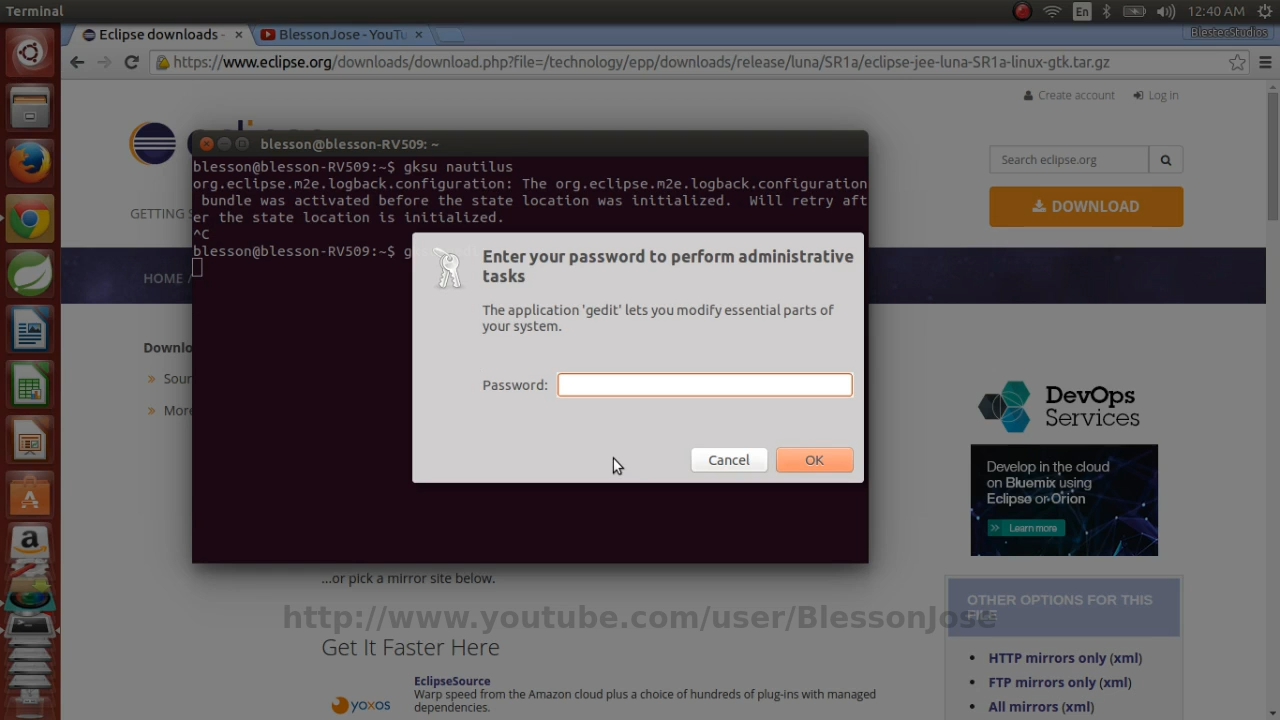 Terminal
En
12:40 AM
Eclipse downloads -
BlessonJose - YouTu
BlesterStudios
https://www.eclipse.org/downloads/download.php?file=/technology/epp/downloads/release/luna/SR1a/eclipse-jee-luna-SR1a-linux-gtk.tar.gz
Create account
Log in
Search eclipse.org
DOWNLOAD
GETTING S
HOME /
blesson@blesson-RV509: ~
blesson@blesson-RV509:~$ gksu nautilus
org.eclipse.m2e.logback.configuration: The org.eclipse.m2e.logback.configuration
bundle was activated before the state location was initialized.  Will retry aft
er the state location is initialized.
^C
blesson@blesson-RV509:~$ g
Enter your password to perform administrative
tasks
The application 'gedit' lets you modify essential parts of
your system.
Password:
Cancel
OK
Downlo
Sour
More
DevOps
Services
Develop in the cloud
on Bluemix using
Eclipse or Orion
Learn more
...or pick a mirror site below.
http://www.youtube.com/user/BlessonJose
OTHER OPTIONS FOR THIS
FILE
Get It Faster Here
HTTP mirrors only (xml)
EclipseSource
FTP mirrors only (xml)
Warp speed from the Amazon cloud plus a choice of hundreds of plug-ins with managed
dependencies.
yoxos
All mirrors (xml)